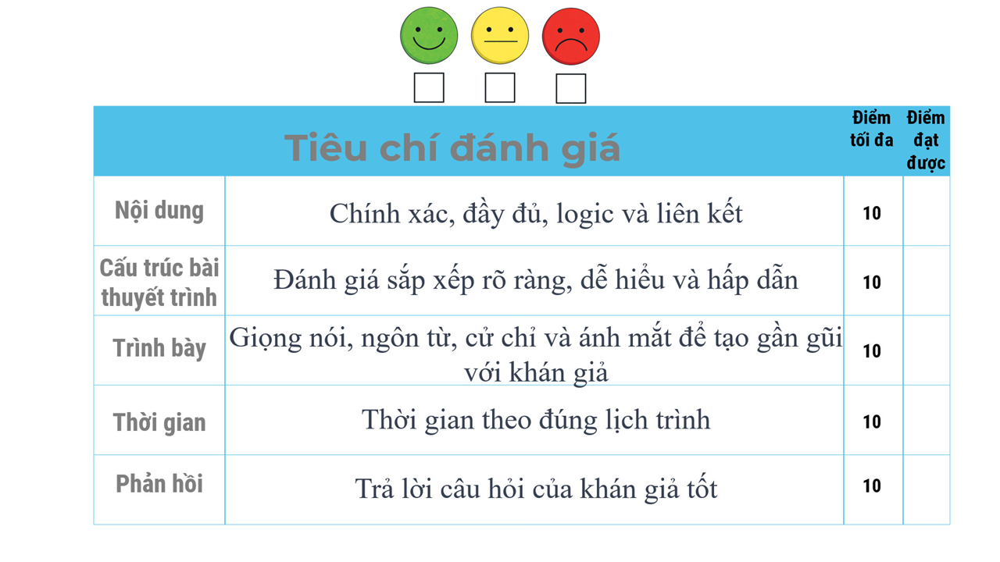 Tiêu chí đánh giá
Điểm
tối đa
Điểm
đạt
được
Nội dung
Chính xác, đầy đủ, logic và liên kết
10
Cấu trúc bài
thuyết trình
Đánh giá sắp xếp rõ ràng, dễ hiểu và hấp dẫn
10
Trình bày
Giọng nói, ngôn từ, cử chỉ và ánh mắt để tạo gần gũi
với khán giả
10
Thời gian
Thời gian theo đúng lịch trình
10
Phản hồi
Trả lời câu hỏi của khán giả tốt
10